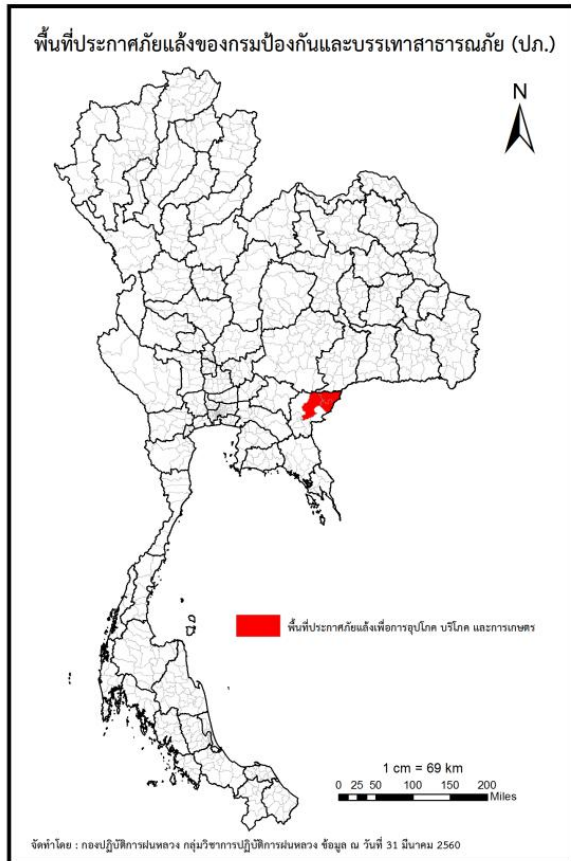 พื้นที่ประกาศภัยแล้งของกรมป้องกันและบรรเทาสาธารณภัย (ปภ.)
N
พื้นที่ประกาศภัยแล้งเพื่อการอุปโภค บริโภค และการเกษตร
1 cm = 69 km
0 25 50 100 150 200
Miles
จัดทำโดย : กองปฏิบัติการฝนหลวง กลุ่มวิชาการปฏิบัติการฝนหลวง ข้อมูล ณ วันที่ 31 มีนาคม 2560